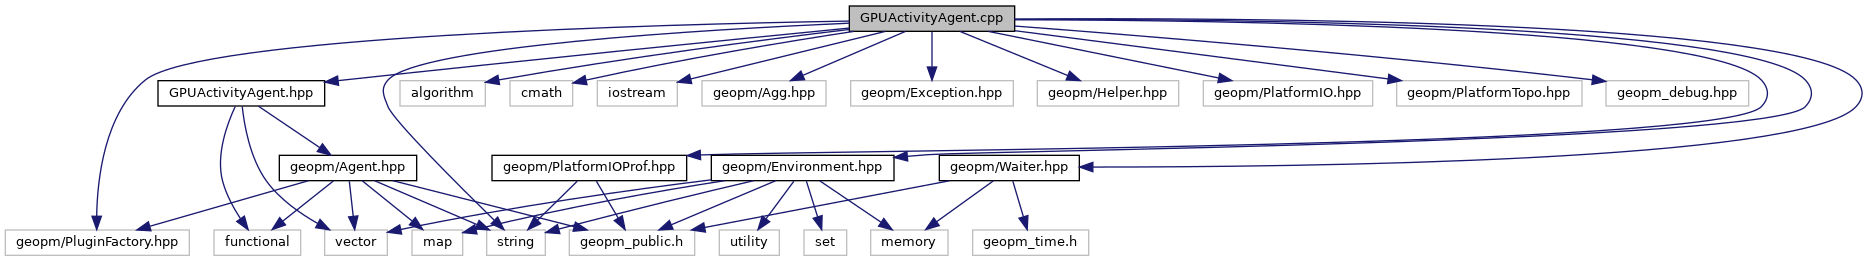 GPUActivityAgent.cpp
GPUActivityAgent.hpp
algorithm
cmath
iostream
geopm/Agg.hpp
geopm/Exception.hpp
geopm/Helper.hpp
geopm/PlatformIO.hpp
geopm/PlatformTopo.hpp
geopm_debug.hpp
geopm/Agent.hpp
geopm/PlatformIOProf.hpp
geopm/Environment.hpp
geopm/Waiter.hpp
geopm/PluginFactory.hpp
functional
vector
map
string
geopm_public.h
utility
set
memory
geopm_time.h